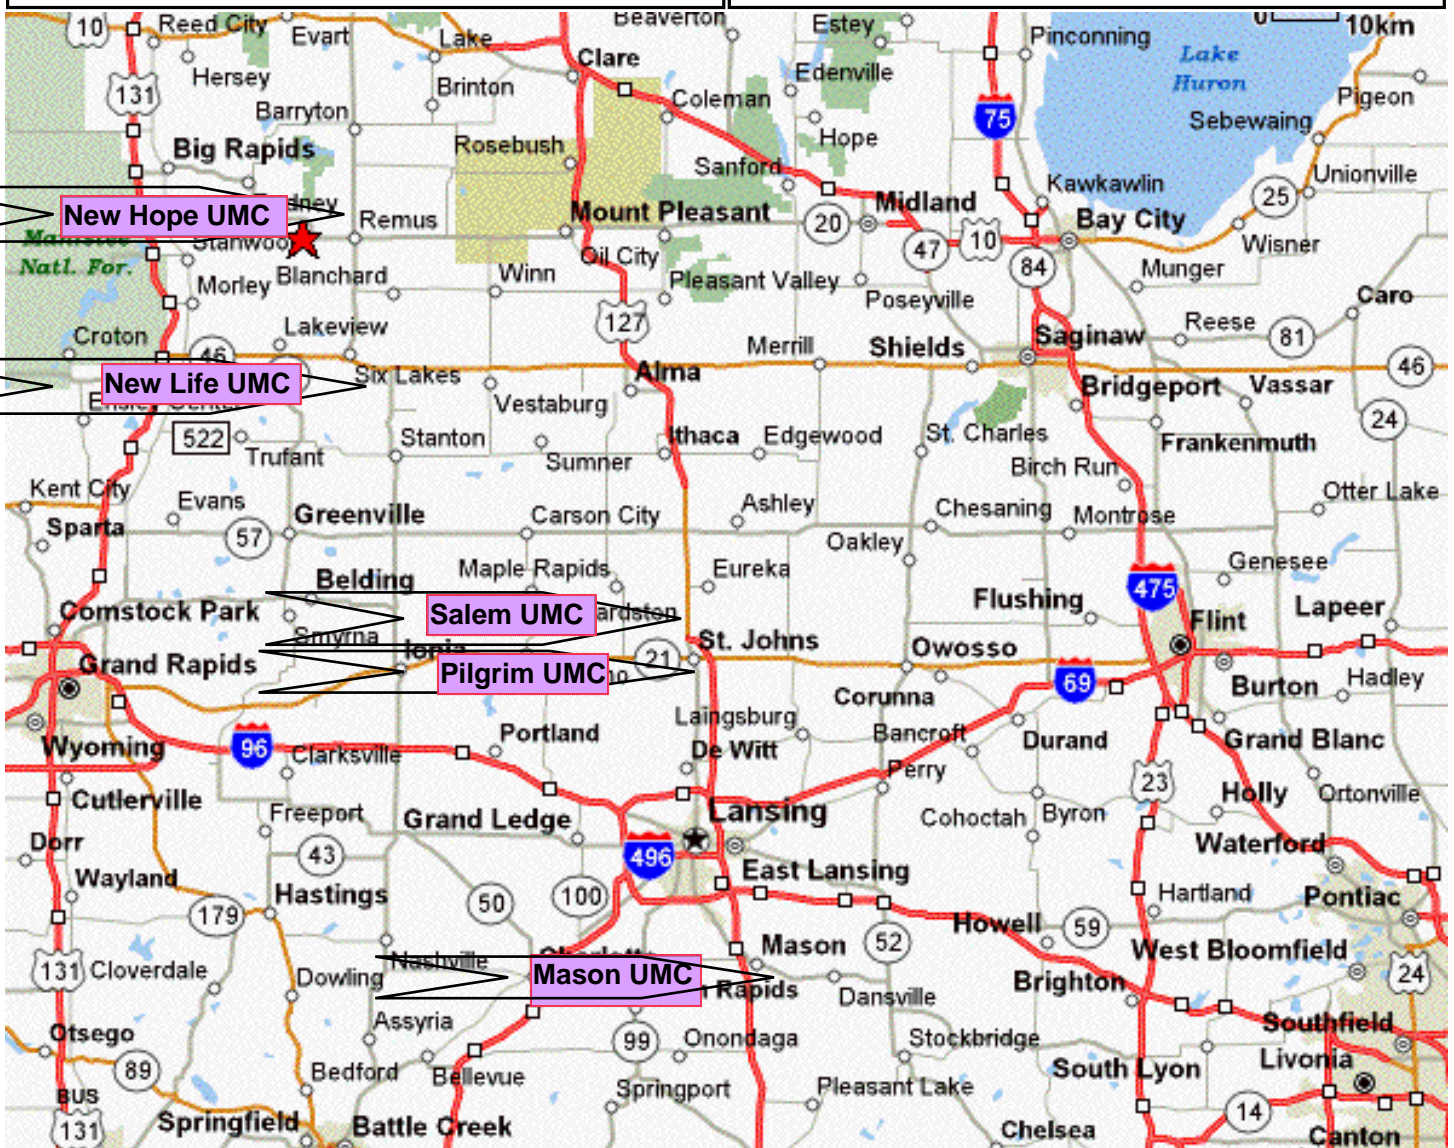 0
10km
10
Reed City
Evart
Lake
Clare
Beaverton
Estey
Pinconning
Lake
Huron
Hersey
Brinton
Coleman
Edenville
Pigeon
131
Barryton
Hope
75
Sebewaing
Big Rapids
Rosebush
Sanford
Kawkawlin
Unionville
New Hope UMC
Remus
Mount Pleasant
20
Midland
Bay City
25
Stanwoo
Oil City
47
10
Wisner
Natl. For.
Morley
Blanchard
Winn
Pleasant Valley
Poseyville
84
Munger
Caro
Croton
Lakeview
127
Merrill
Shields
Saginaw
Reese
81
46
New Life UMC
Six Lakes
Alma
Bridgeport
Vassar
46
Vestaburg
24
522
Trufant
Stanton
Sumner
Ithaca
Edgewood
St. Charles
Frankenmuth
Birch Run
Kent City
Evans
Greenville
Carson City
Ashley
Chesaning
Montrose
Otter Lake
Sparta
57
Oakley
Genesee
Belding
Maple Rapids
Eureka
475
Comstock Park
Salem UMC
ardston
Flushing
Flint
Lapeer
Smyrna
Ionia
21
St. Johns
Owosso
Grand Rapids
Pilgrim UMC
69
Burton
Hadley
Corunna
Wyoming
96
Clarksville
Portland
Laingsburg
De Witt
Bancroft
Durand
Grand Blanc
Perry
23
Cutlerville
Freeport
Grand Ledge
Lansing
Cohoctah
Byron
Holly
Ortonville
Dorr
43
496
East Lansing
Waterford
Wayland
Hastings
50
100
Hartland
Pontiac
179
52
Howell
59
131
Cloverdale
Dowling
Nashville
Charlott
Mason UMC
Mason
West Bloomfield
24
Rapids
Dansville
Brighton
Otsego
Assyria
99
Onondaga
Stockbridge
Southfield
89
Bedford
Bellevue
Springport
Pleasant Lake
South Lyon
Livonia
BUS
131
Springfield
Battle Creek
Chelsea
14
Canton